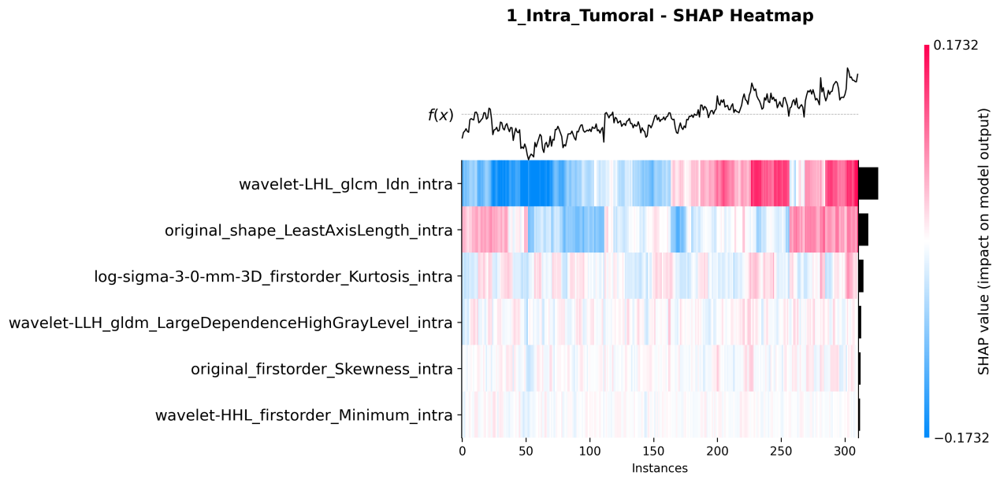 1_Intra_Tumoral - SHAP Heatmap
0.1732
f(x)
wavelet-LHL_glcm_Idn_intra
original_shape_LeastAxisLength_intra
log-sigma-3-0-mm-3D_firstorder_Kurtosis_intra
wavelet-LLH_gldm_LargeDependenceHighGrayLevel_intra
original_firstorder_Skewness_intra
wavelet-HHL_firstorder_Minimum_intra
SHAP value (impact on model output)
−0.1732
0 50 100 150 200 250 300
Instances